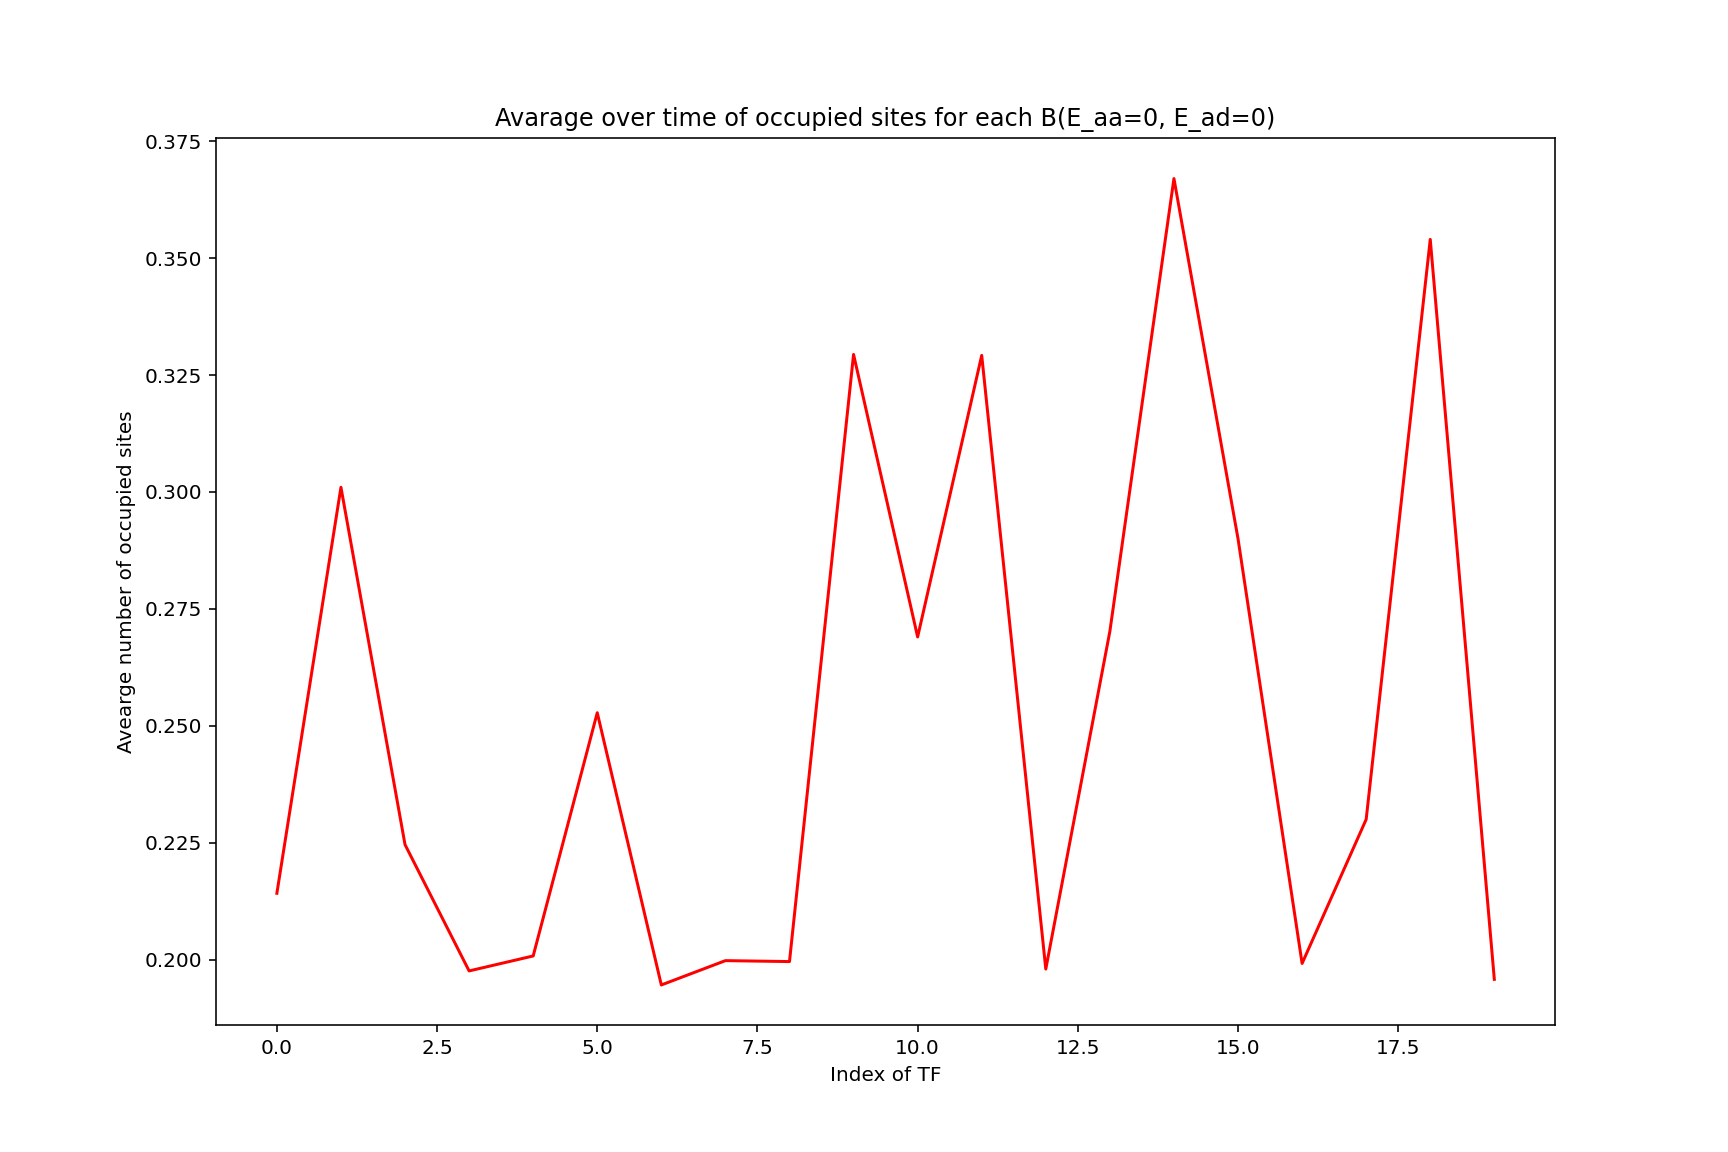 Avarage over time of occupied sites for each B(E_aa=0, E_ad=0)
0.375
0.350
0.325
0.300
0.275
0.250
0.225
0.200
Avearge number of occupied sites
0.0 2.5 5.0 7.5 10.0 12.5 15.0 17.5
Index of TF